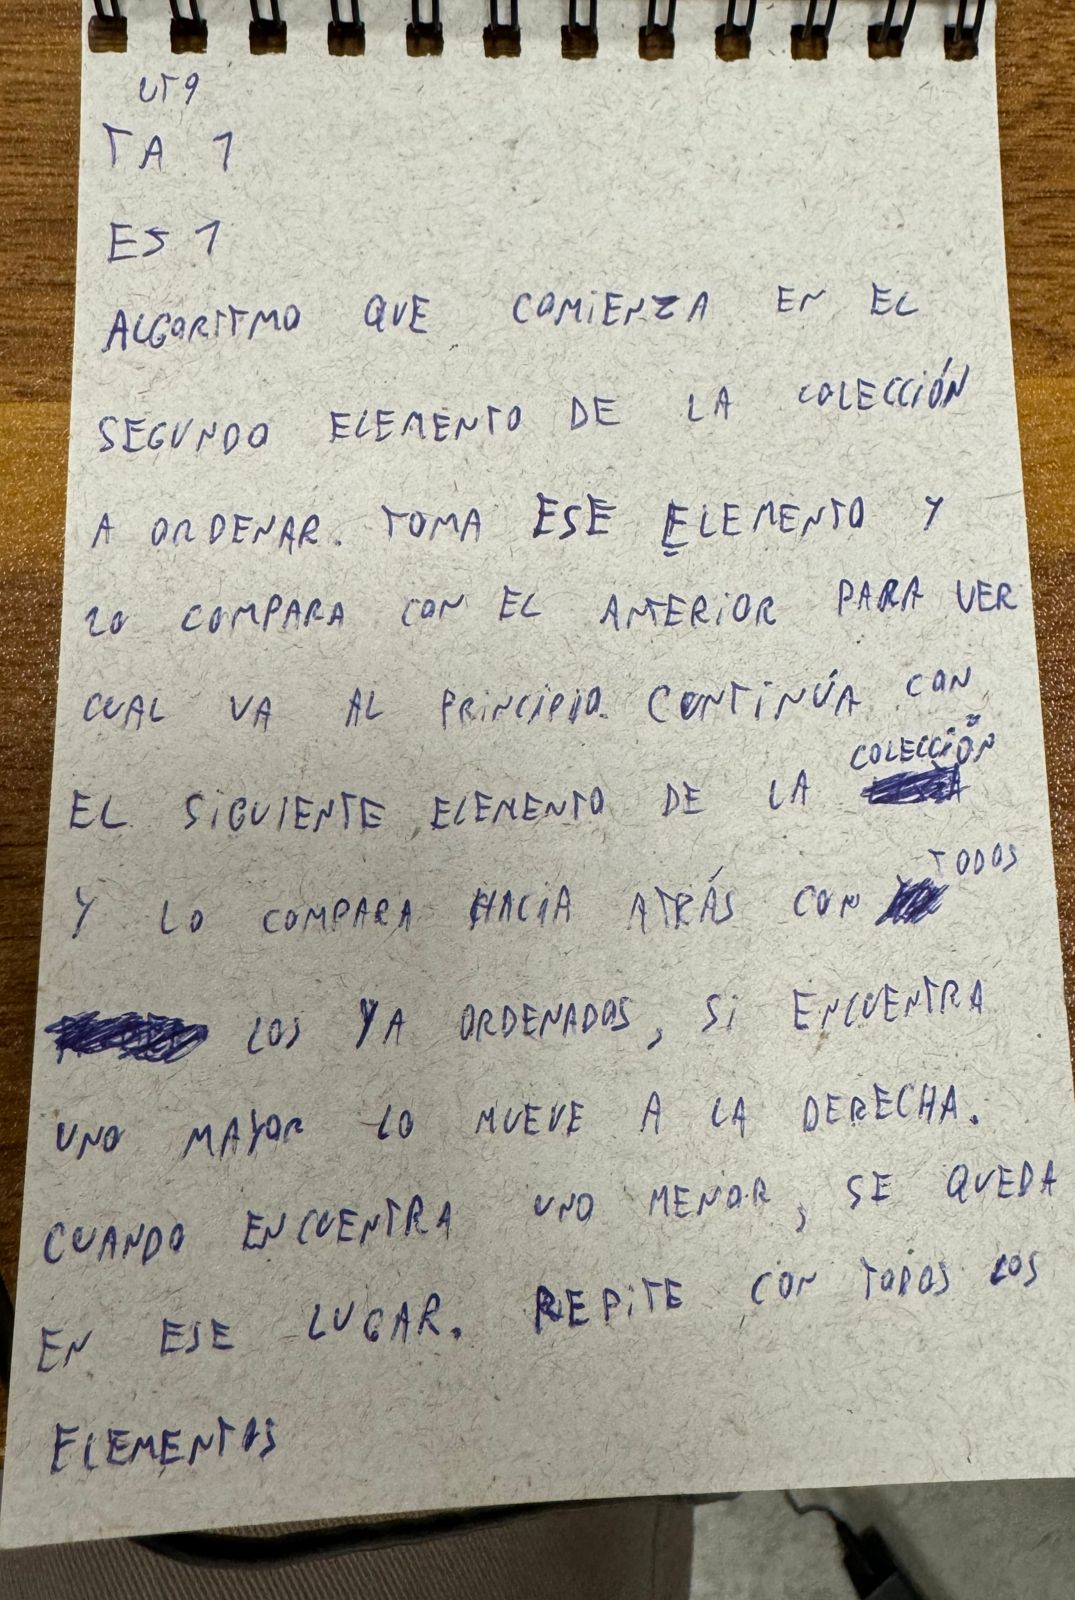 UT9
TA 1
ES 1
ALGORITMO QUE COMIENZA EN EL
SEGUNDO ELEMENTO DE LA COLECCIÓN
A ORDENAR. TOMA ESE ELEMENTO Y
LO COMPARA CON EL ANTERIOR PARA VER
CUAL VA AL PRINCIPIO. CONTINÚA CON
EL SIGUIENTE ELEMENTO DE LA COLECCIÓN
Y LO COMPARA HACIA ATRÁS CON TODOS
LOS YA ORDENADOS, SI ENCUENTRA
UNO MAYOR LO MUEVE A LA DERECHA.
CUANDO ENCUENTRA UNO MENOR, SE QUEDA
EN ESE LUGAR. REPITE CON TODOS LOS
ELEMENTOS